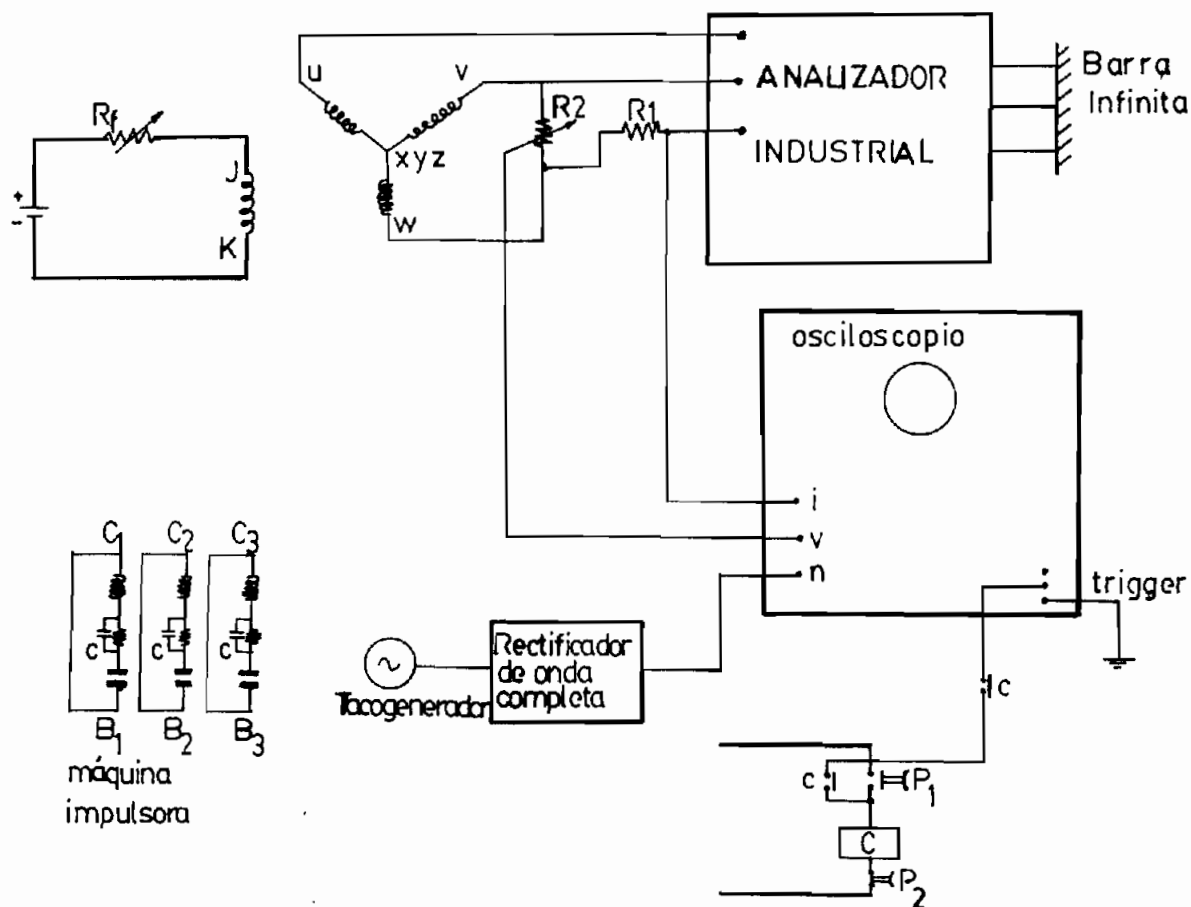 u
v
Rf
+
-
J
K
xyz
w
R2
R1
ANALIZADOR
INDUSTRIAL
Barra
Infinita
osciloscopio
i
v
n
trigger
C1
C2
C3
c
c
c
B1
B2
B3
máquina
impulsora
Tacogenerador
Rectificador
de onda
completa
c
c
P1
C
P2